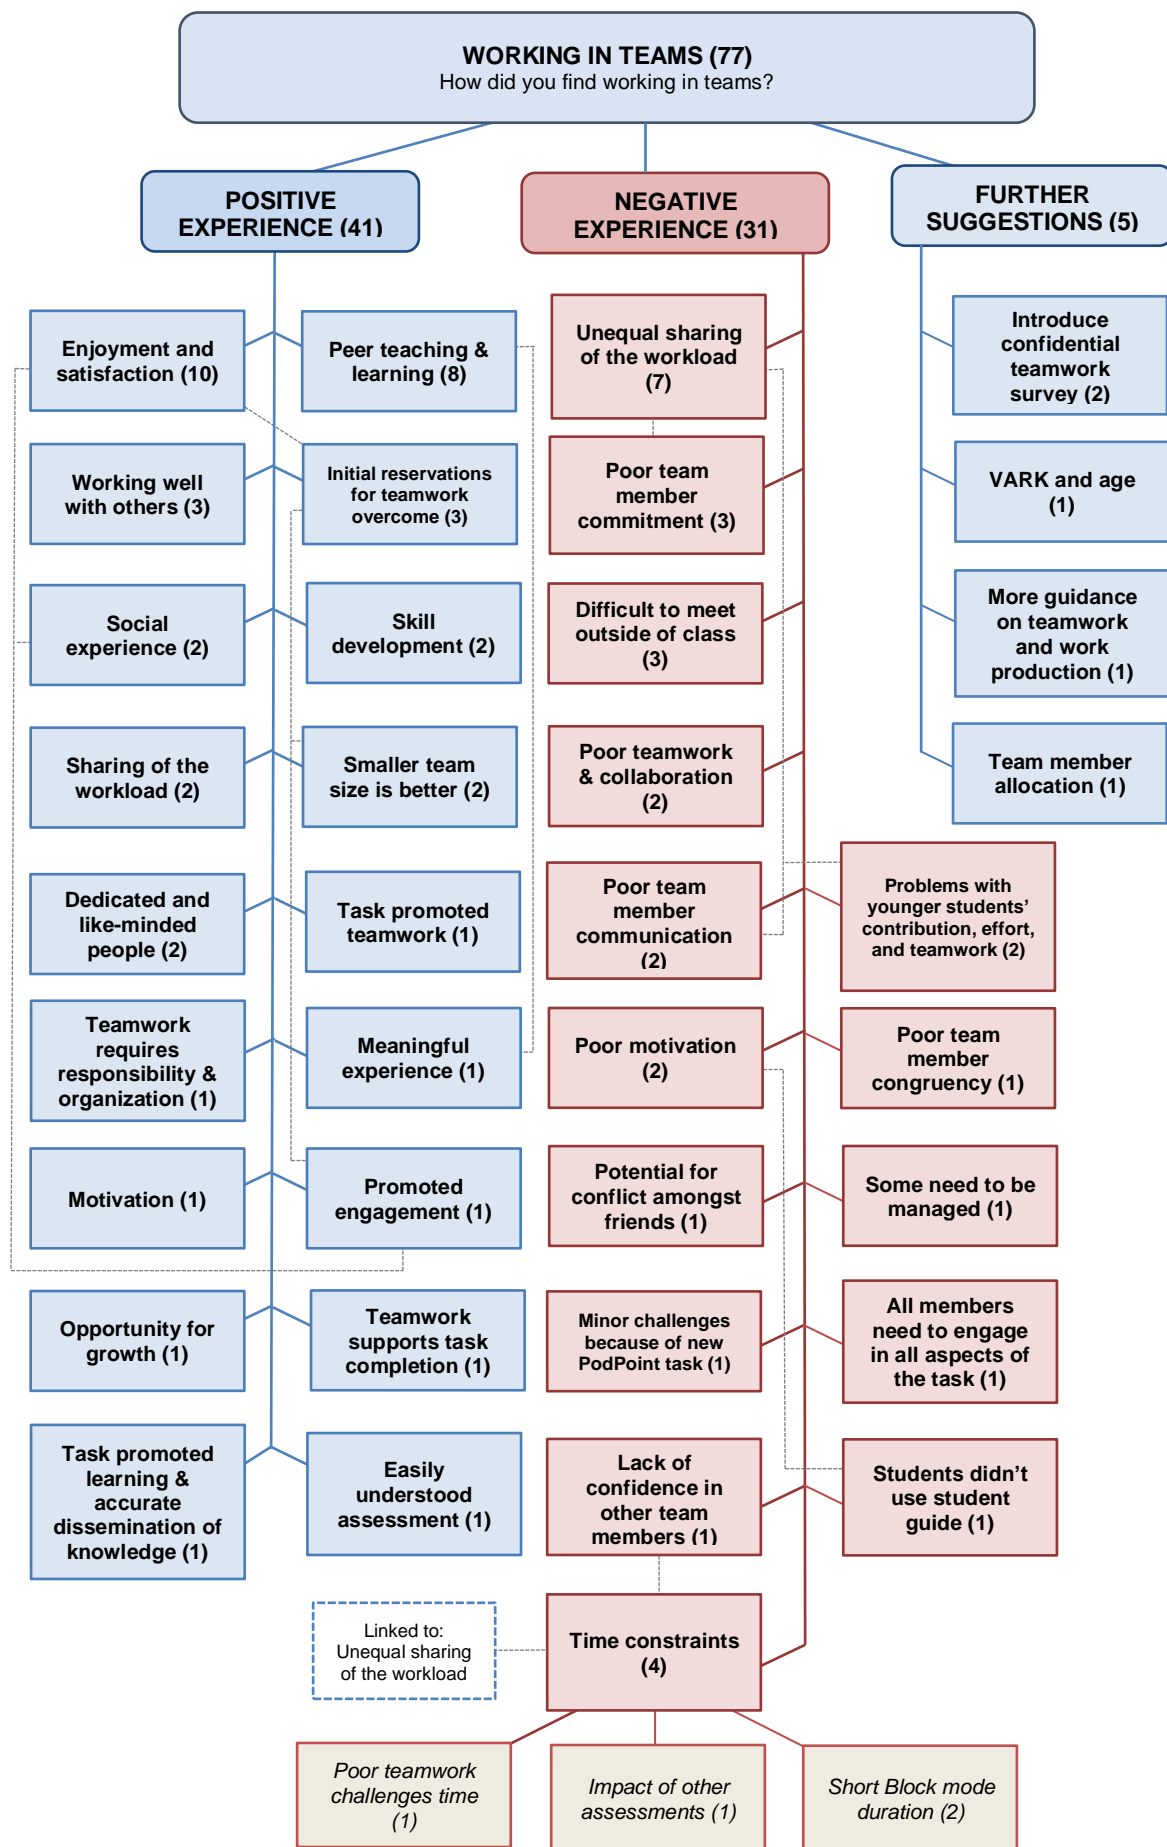 WORKING IN TEAMS (77)
How did you find working in teams?
POSITIVE
EXPERIENCE (41)
NEGATIVE
EXPERIENCE (31)
FURTHER
SUGGESTIONS (5)
Enjoyment and
satisfaction (10)
Peer teaching &
learning (8)
Working well
with others (3)
Initial reservations
for teamwork
overcome (3)
Social
experience (2)
Skill
development (2)
Sharing of the
workload (2)
Smaller team
size is better (2)
Dedicated and
like-minded
people (2)
Task promoted
teamwork (1)
Teamwork
requires
responsibility &
organization (1)
Meaningful
experience (1)
Motivation (1)
Promoted
engagement (1)
Opportunity for
growth (1)
Teamwork
supports task
completion (1)
Task promoted
learning &
accurate
dissemination of
knowledge (1)
Easily
understood
assessment (1)
Unequal sharing
of the workload
(7)
Poor team
member
commitment (3)
Difficult to meet
outside of class
(3)
Poor teamwork
& collaboration
(2)
Poor team
member
communication
(2)
Problems with
younger students’
contribution, effort,
and teamwork (2)
Poor motivation
(2)
Poor team
member
congruency (1)
Potential for
conflict amongst
friends (1)
Some need to be
managed (1)
Minor challenges
because of new
PodPoint task (1)
All members
need to engage
in all aspects of
the task (1)
Lack of
confidence in
other team
members (1)
Students didn’t
use student
guide (1)
Linked to:
Unequal sharing
of the workload
Time constraints
(4)
Poor teamwork
challenges time
(1)
Impact of other
assessments (1)
Short Block mode
duration (2)
Introduce
confidential
teamwork
survey (2)
VARK and age
(1)
More guidance
on teamwork
and work
production (1)
Team member
allocation (1)